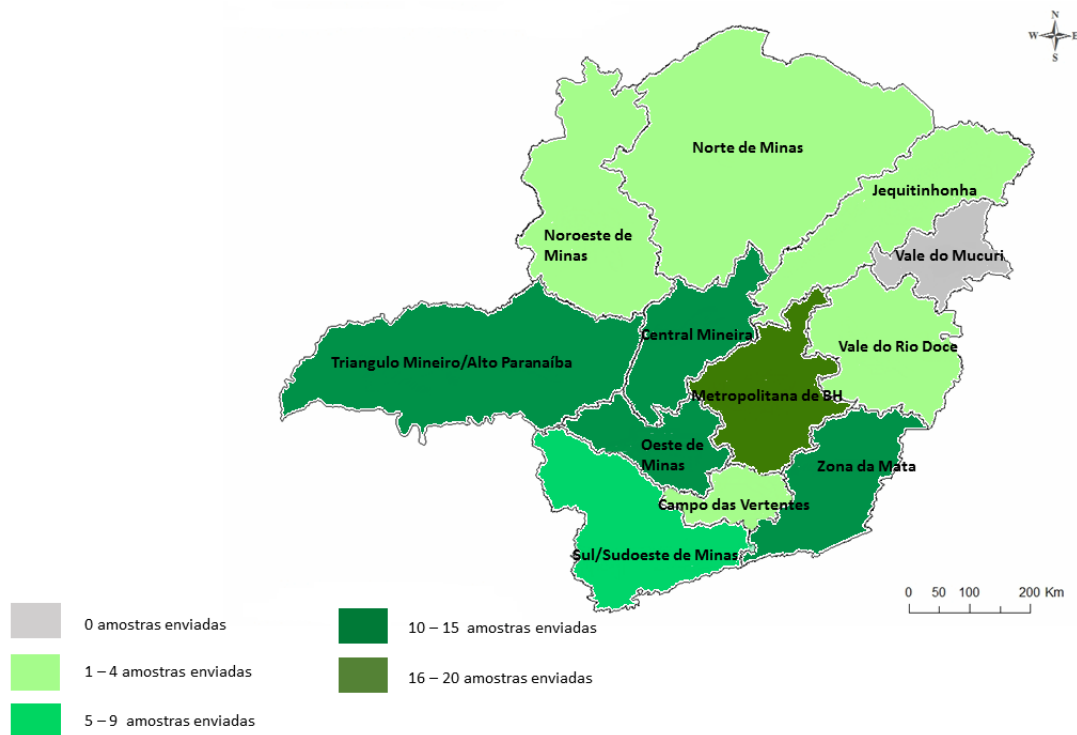 N
W E
S
Norte de Minas
Jequitinhonha
Noroeste de
Minas
Vale do Mucuri
Central Mineira
Vale do Rio Doce
Triangulo Mineiro/Alto Paranaíba
Metropolitana de BH
Oeste de
Minas
Zona da Mata
Campo das Vertentes
Sul/Sudoeste de Minas
0 50 100 200 Km
0 amostras enviadas
1 – 4 amostras enviadas
5 – 9 amostras enviadas
10 – 15 amostras enviadas
16 – 20 amostras enviadas